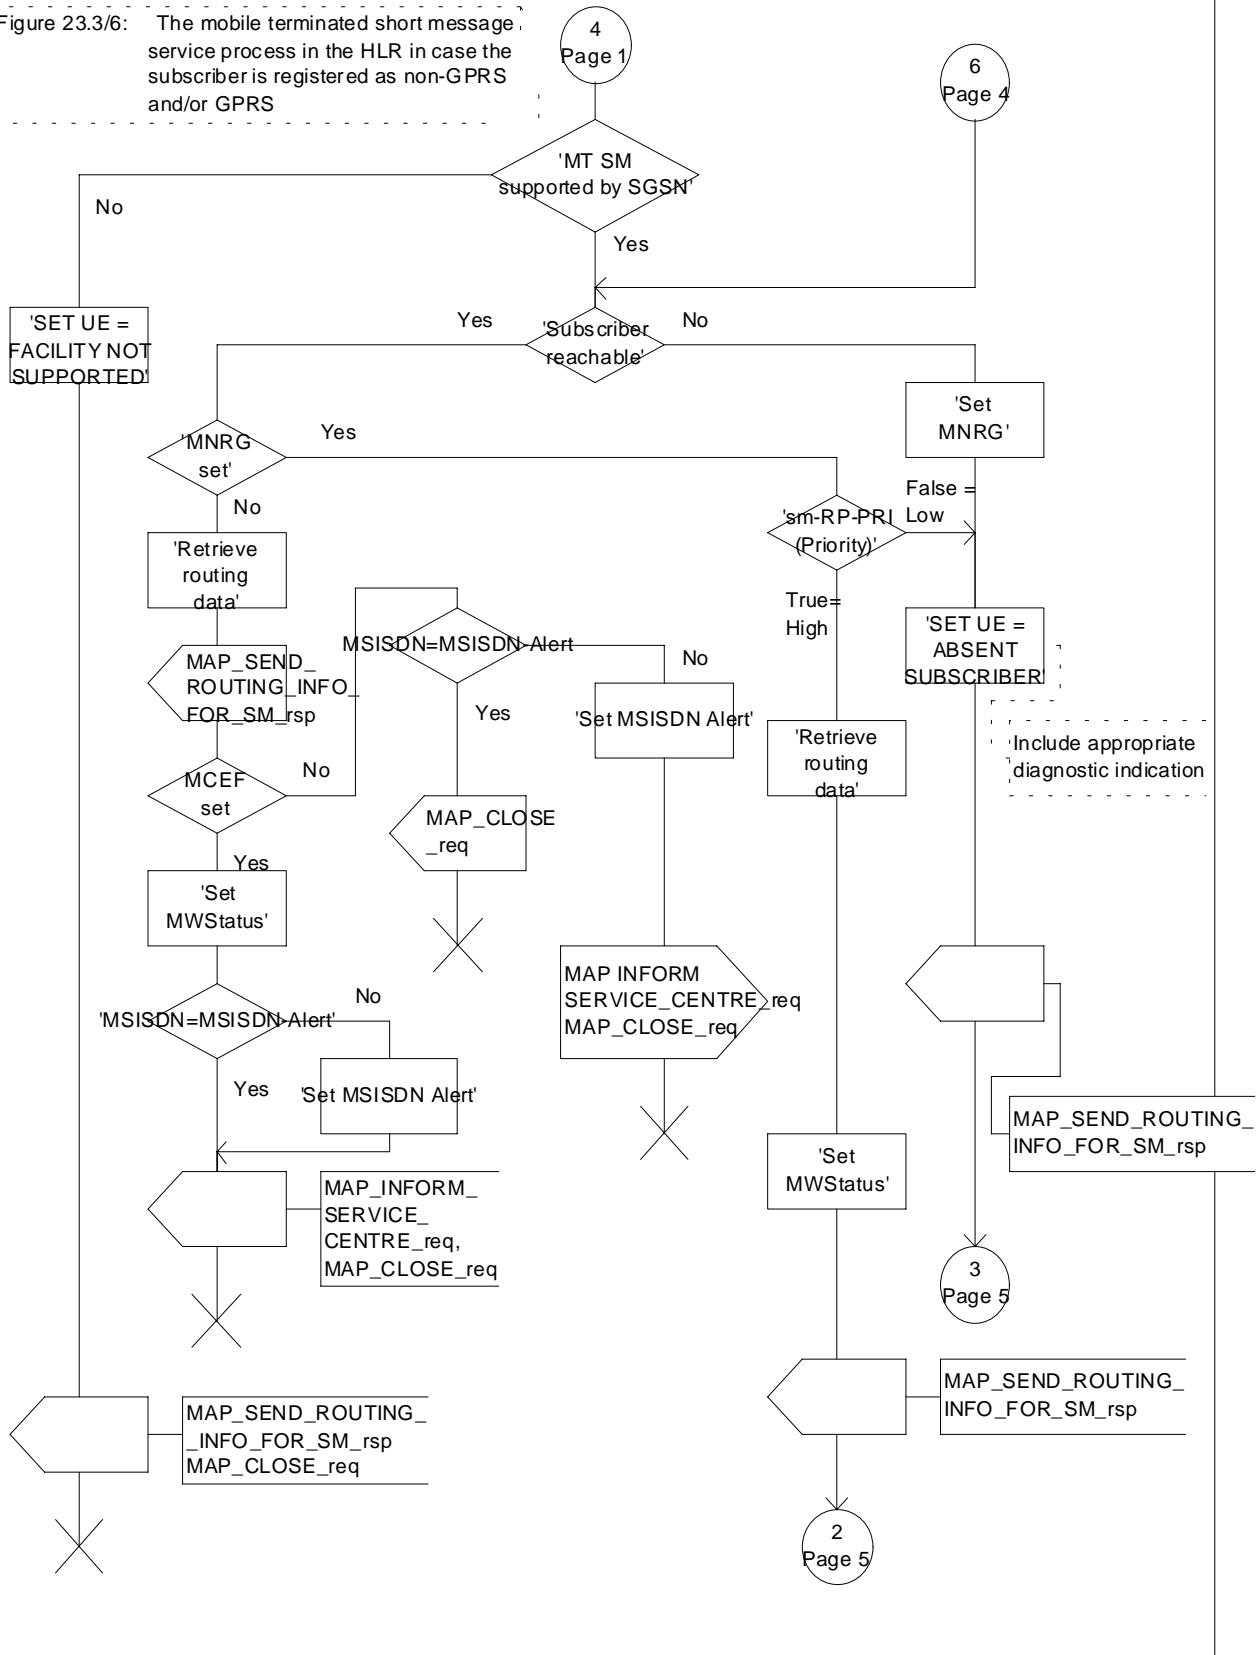 Figure 23.3/6: The mobile terminated short message
service process in the HLR in case the
subscriber is registered as non-GPRS
and/or GPRS
4
Page 1
6
Page 4
'MT SM
supported by SGSN'
No
Yes
'SET UE =
FACILITY NOT
SUPPORTED'
Yes
'Subscriber
reachable'
No
'Set
MNRG'
'MNRG
set'
Yes
No
False =
Low
'sm-RP-PRI
(Priority)'
True=
High
'Retrieve
routing
data'
MSISDN=MSISDN-Alert
No
Yes
'SET UE =
ABSENT
SUBSCRIBER'
MAP_SEND_
ROUTING_INFO_
FOR_SM_rsp
'Set MSISDN Alert'
'Retrieve
routing
data'
Include appropriate
diagnostic indication
MCEF
set
No
Yes
MAP_CLOSE
_req
'Set
MWStatus'
MAP INFORM
SERVICE_CENTRE_req
MAP_CLOSE_req
'MSISDN=MSISDN-Alert'
No
Yes
'Set MSISDN Alert'
MAP_SEND_ROUTING_
INFO_FOR_SM_rsp
'Set
MWStatus'
MAP_INFORM_
SERVICE_
CENTRE_req,
MAP_CLOSE_req
3
Page 5
MAP_SEND_ROUTING_
INFO_FOR_SM_rsp
MAP_SEND_ROUTING_
_INFO_FOR_SM_rsp
MAP_CLOSE_req
2
Page 5